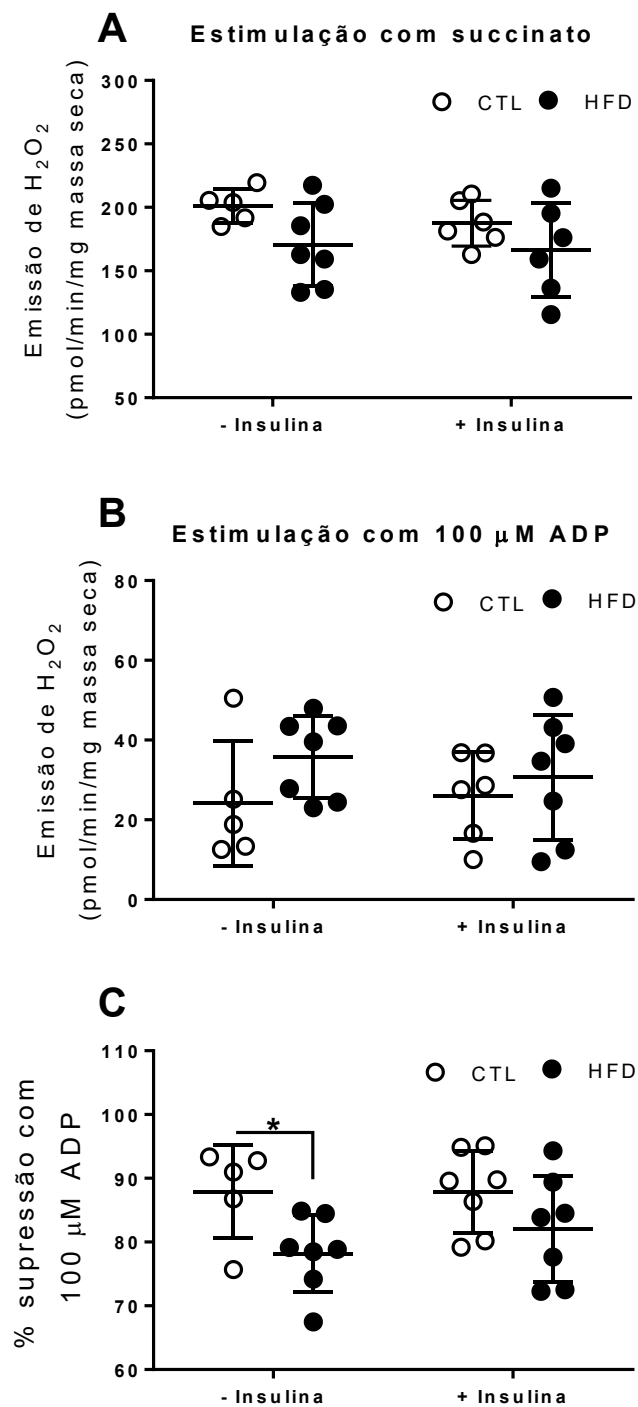 A Estimulação com succinato
Emissão de H₂O₂
(pmol/min/mg massa seca)
300
250
200
150
100
50
CTL HFD
- Insulina + Insulina
B Estimulação com 100 μM ADP
Emissão de H₂O₂
(pmol/min/mg massa seca)
80
60
40
20
0
CTL HFD
- Insulina + Insulina
C
% supressão com
100 μM ADP
110
100
90
80
70
60
CTL HFD
*
- Insulina + Insulina